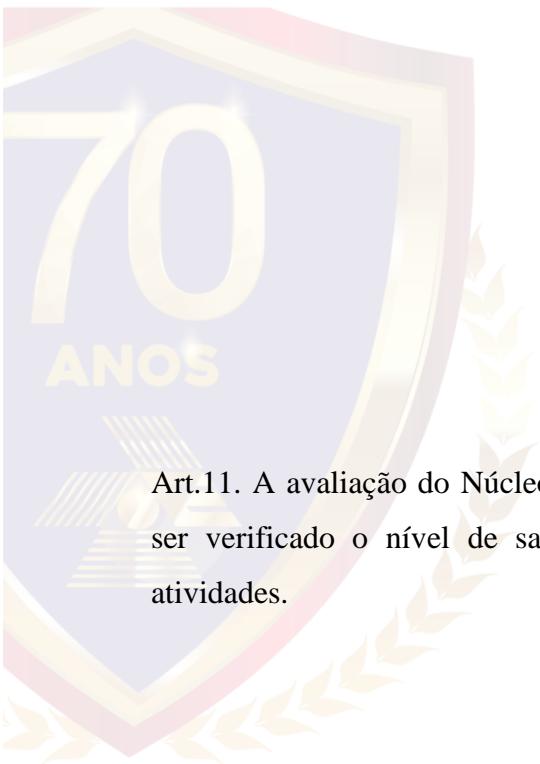 70
ANOS
Art.11. A avaliação do Núcleo
ser verificado o nível de sa
atividades.